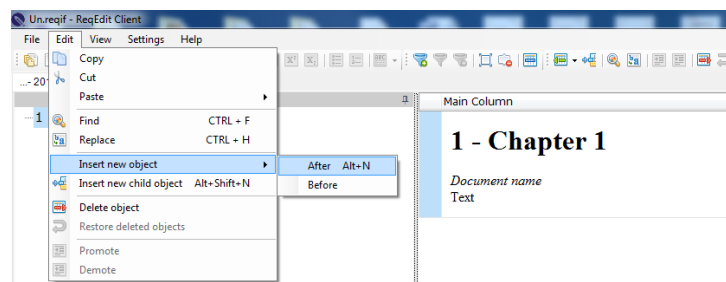 Un.reqif - ReqEdit Client
File Edit View Settings Help
...- 201
Copy
Cut
Paste
Find CTRL + F
Replace CTRL + H
Insert new object
Insert new child object Alt+Shift+N
Delete object
Restore deleted objects
Promote
Demote
After Alt+N
Before
1
Main Column
1 - Chapter 1
Document name
Text